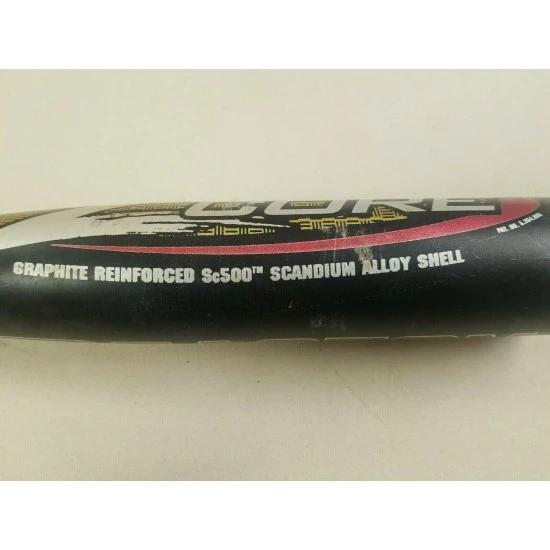 CORE
GRAPHITE REINFORCED Sc500™ SCANDIUM ALLOY SHELL